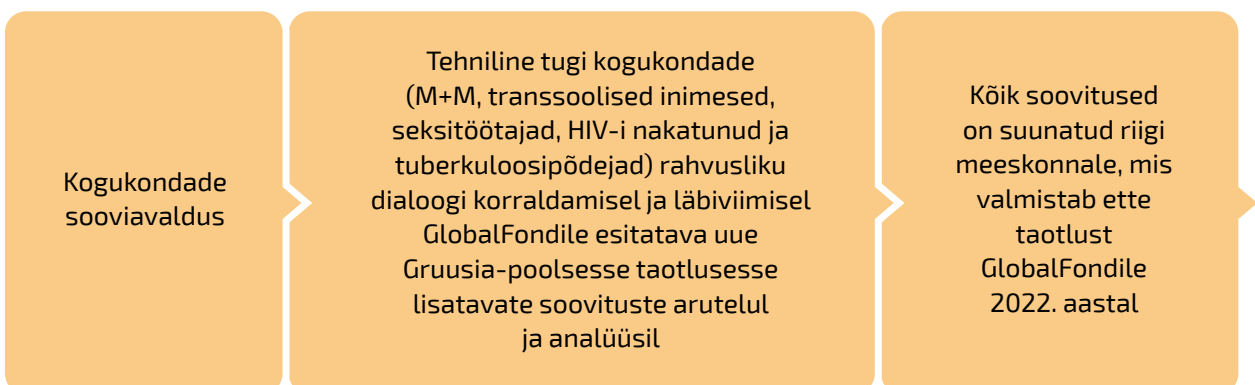 Kogukondade
sooviavaldus
Tehniline tugi kogukondade
(M+M, transsoolised inimesed,
seksitöötajad, HIV-i nakatunud ja
tuberkuloosipõdejad) rahvusliku
dialoogi korraldamisel ja läbiviimisel
GlobalFondile esitatava uue
Gruusia-poolsesse taotlusesse
lisatavate soovituste arutelul
ja analüüsil
Kõik soovitused
on suunatud riigi
meeskonnale, mis
valmistab ette
taotlust
GlobalFondile
2022. aastal